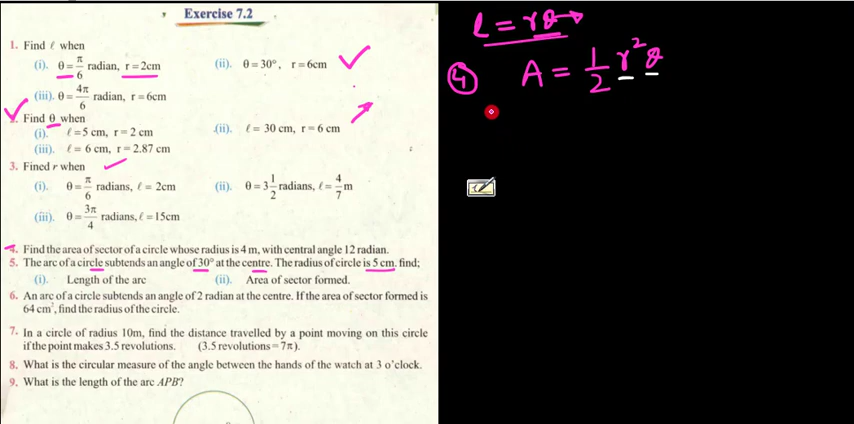 Exercise 7.2
1. Find ℓ when
(i). θ = π/6 radian, r = 2cm (ii). θ = 30°, r = 6cm
(iii). θ = 4π/6 radian, r = 6cm
2. Find θ when
(i). ℓ = 5 cm, r = 2 cm (ii). ℓ = 30 cm, r = 6 cm
(iii). ℓ = 6 cm, r = 2.87 cm
3. Fined r when
(i). θ = π/6 radians, ℓ = 2cm (ii). θ = 3 1/2 radians, ℓ = 4/7 m
(iii). θ = 3π/4 radians, ℓ = 15cm
4. Find the area of sector of a circle whose radius is 4 m, with central angle 12 radian.
5. The arc of a circle subtends an angle of 30° at the centre. The radius of circle is 5 cm. find;
(i). Length of the arc (ii). Area of sector formed.
6. An arc of a circle subtends an angle of 2 radian at the centre. If the area of sector formed is
64 cm², find the radius of the circle.
7. In a circle of radius 10m, find the distance travelled by a point moving on this circle
if the point makes 3.5 revolutions. (3.5 revolutions = 7π).
8. What is the circular measure of the angle between the hands of the watch at 3 o'clock.
9. What is the length of the arc APB?
ℓ = rθ
4 A = 1/2 r²θ